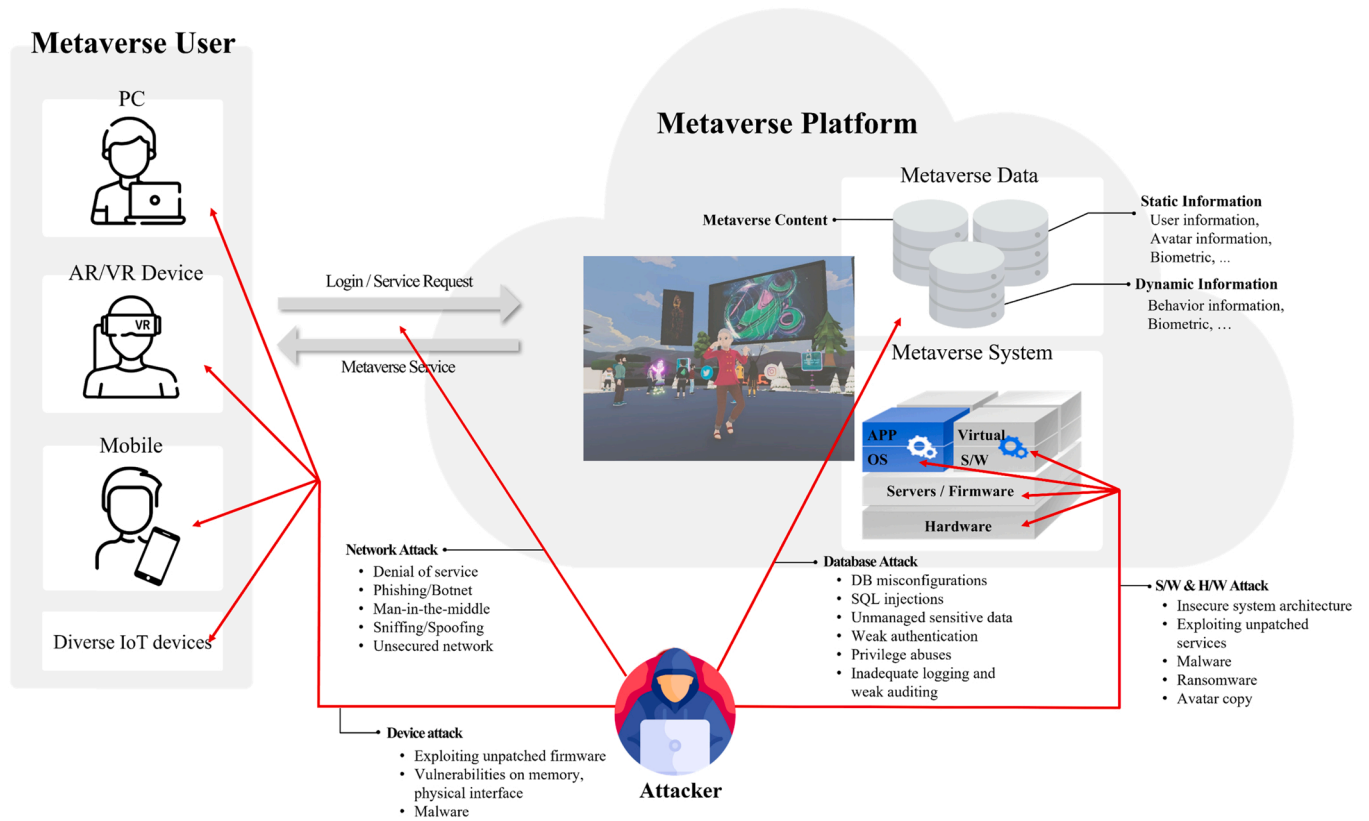 Metaverse User
PC
AR/VR Device
VR
Mobile
Diverse IoT devices
Login / Service Request
Metaverse Service
Metaverse Platform
Metaverse Data
Metaverse Content
Static Information
User information,
Avatar information,
Biometric, ...
Dynamic Information
Behavior information,
Biometric, …
Metaverse System
APP
OS
Virtual
S/W
Servers / Firmware
Hardware
Network Attack
• Denial of service
• Phishing/Botnet
• Man-in-the-middle
• Sniffing/Spoofing
• Unsecured network
Database Attack
• DB misconfigurations
• SQL injections
• Unmanaged sensitive data
• Weak authentication
• Privilege abuses
• Inadequate logging and
weak auditing
S/W & H/W Attack
• Insecure system architecture
• Exploiting unpatched
services
• Malware
• Ransomware
• Avatar copy
Device attack
• Exploiting unpatched firmware
• Vulnerabilities on memory,
physical interface
• Malware
Attacker